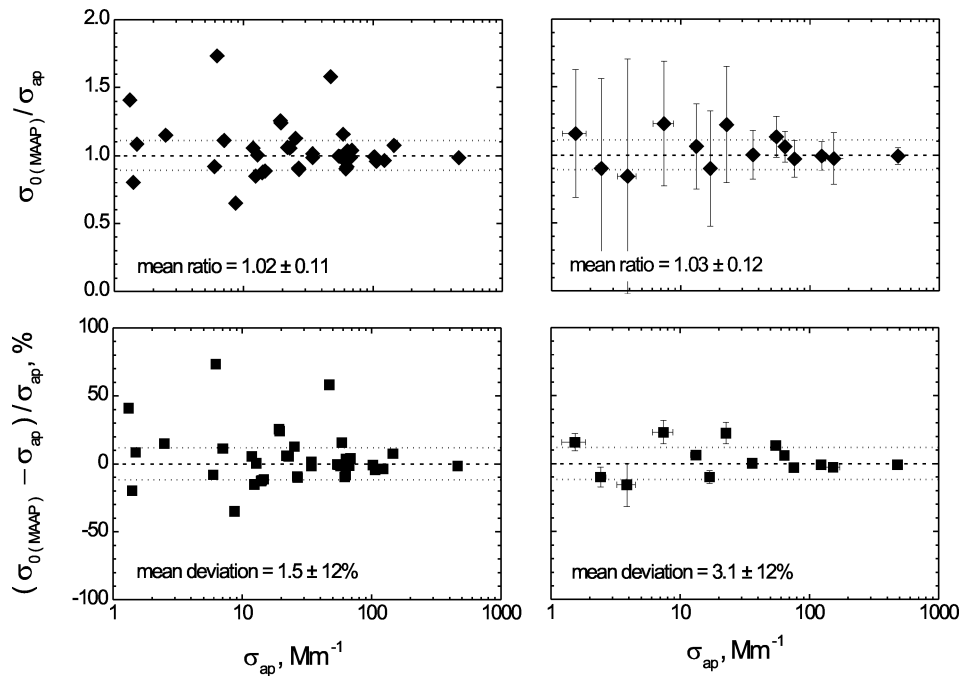 σ0 (MAAP) / σap
2.0
1.5
1.0
0.5
0.0
mean ratio = 1.02 ± 0.11
mean ratio = 1.03 ± 0.12
(σ0 (MAAP) − σap) / σap, %
100
50
0
-50
-100
mean deviation = 1.5 ± 12%
mean deviation = 3.1 ± 12%
1 10 100 1000
1 10 100 1000
σap, Mm-1
σap, Mm-1